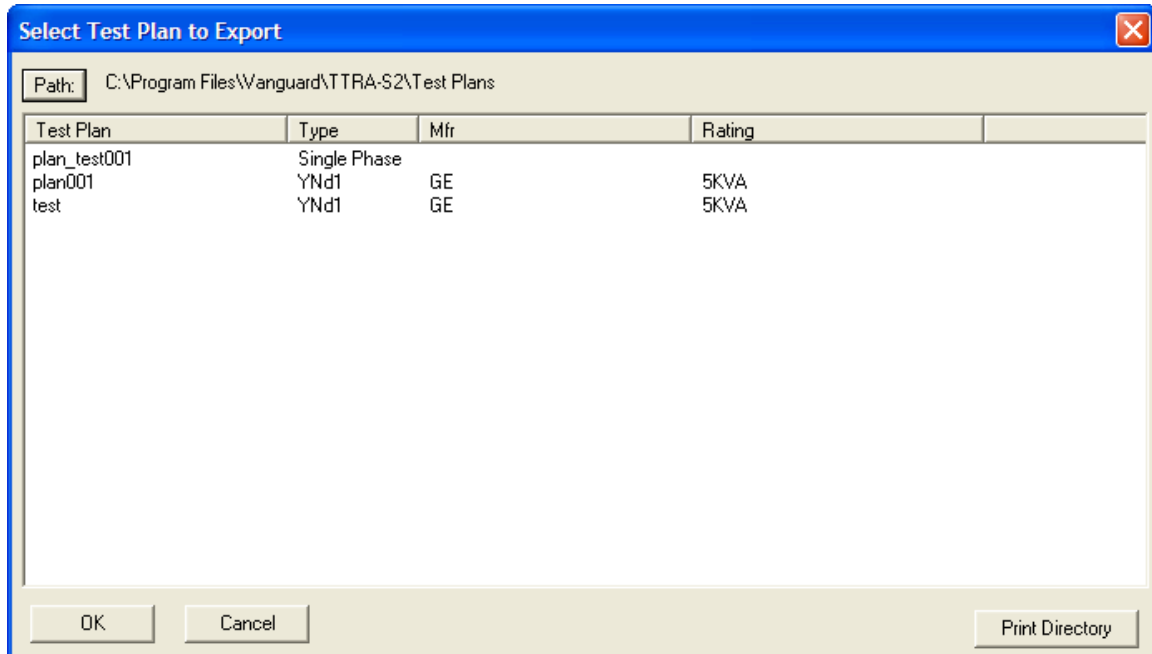 Select Test Plan to Export
Path: C:\Program Files\Vanguard\TTRA-S2\Test Plans
Test Plan Type Mfr Rating
plan_test001 Single Phase
plan001 YNd1 GE 5KVA
test YNd1 GE 5KVA
OK Cancel Print Directory